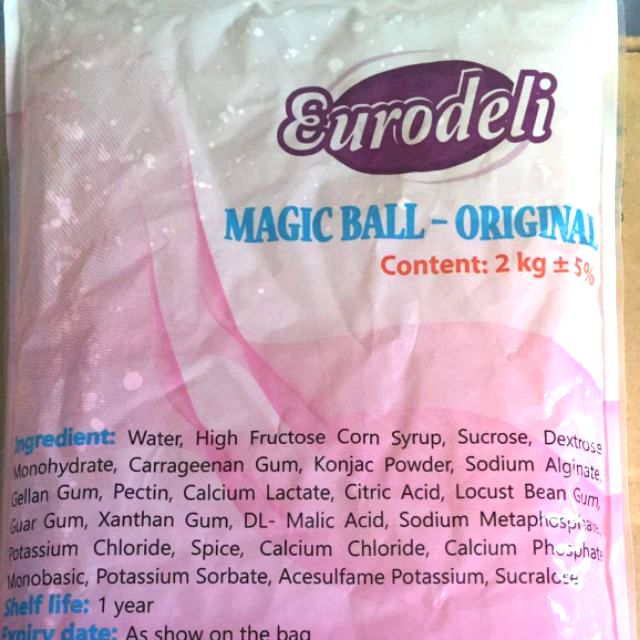 Eurodeli
MAGIC BALL - ORIGINAL
Content: 2 kg ± 5%
Ingredient: Water, High Fructose Corn Syrup, Sucrose, Dextrose
Monohydrate, Carrageenan Gum, Konjac Powder, Sodium Alginate,
Gellan Gum, Pectin, Calcium Lactate, Citric Acid, Locust Bean Gum,
Guar Gum, Xanthan Gum, DL- Malic Acid, Sodium Metaphosphate,
Potassium Chloride, Spice, Calcium Chloride, Calcium Phosphate
Monobasic, Potassium Sorbate, Acesulfame Potassium, Sucralose
Shelf life: 1 year
Expiry date: As show on the bag